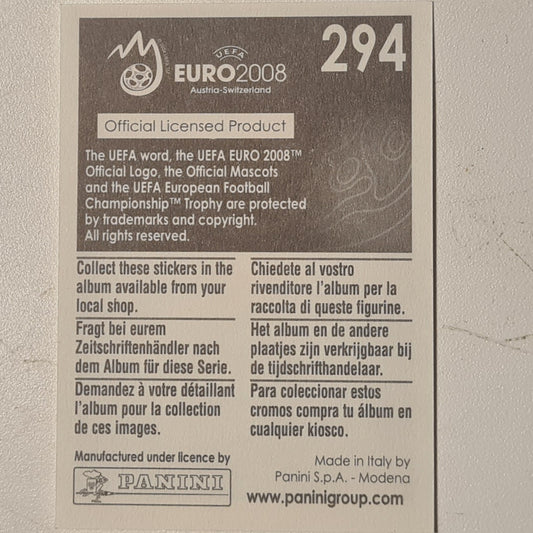 294
UEFA
EURO2008
Austria-Switzerland
Official Licensed Product
The UEFA word, the UEFA EURO 2008™
Official Logo, the Official Mascots
and the UEFA European Football
Championship™ Trophy are protected
by trademarks and copyright.
All rights reserved.
Collect these stickers in the
album available from your
local shop.
Chiedete al vostro
rivenditore l'album per la
raccolta di queste figurine.
Fragt bei eurem
Zeitschriftenhändler nach
dem Album für diese Serie.
Het album en de andere
plaatjes zijn verkrijgbaar bij
de tijdschrifthandelaar.
Demandez à votre détaillant
l'album pour la collection
de ces images.
Para coleccionar estos
cromos compra tu álbum en
cualquier kiosco.
Manufactured under licence by
PANINI
Made in Italy by
Panini S.p.A. - Modena
www.paninigroup.com